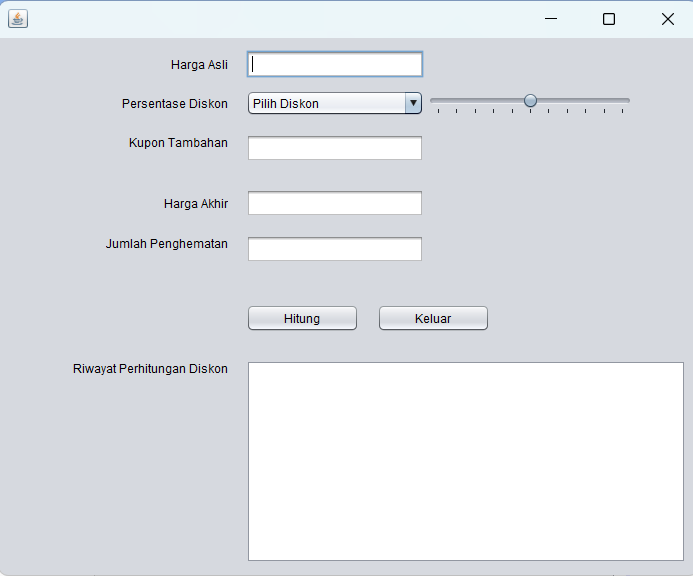 Harga Asli
Persentase Diskon Pilih Diskon
Kupon Tambahan
Harga Akhir
Jumlah Penghematan
Hitung Keluar
Riwayat Perhitungan Diskon